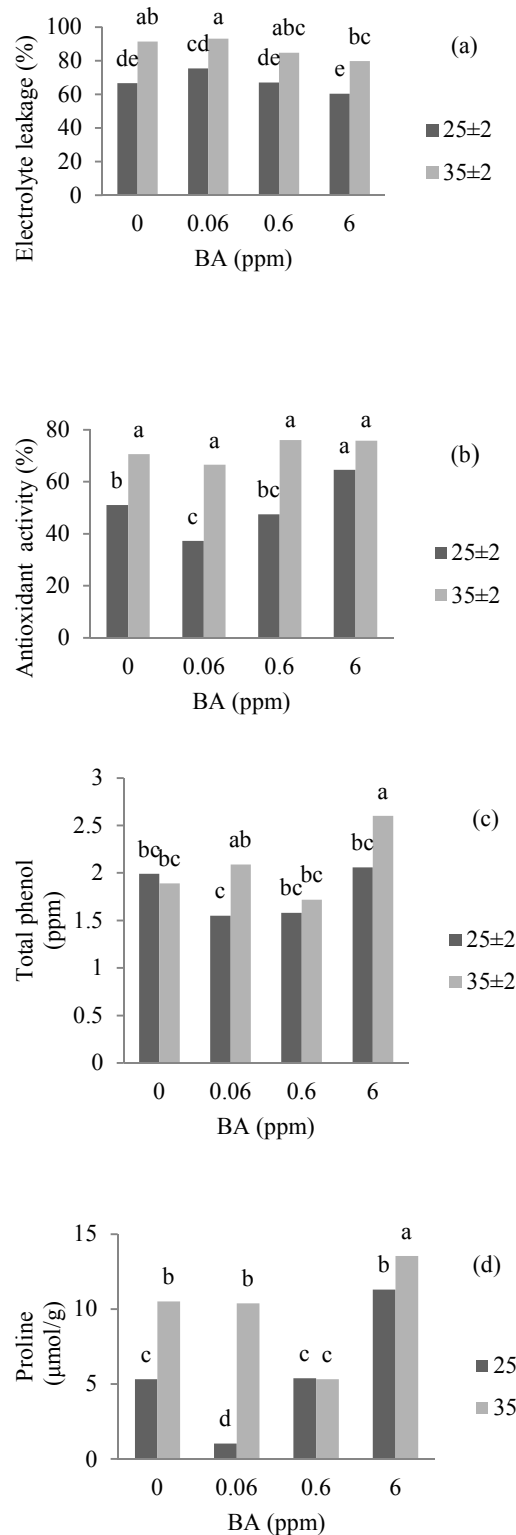 100
80
60
40
20
0
Electrolyte leakage (%)
de ab cd a de abc e bc
0 0.06 0.6 6
BA (ppm)
(a)
25±2
35±2
80
60
40
20
0
Antioxidant activity (%)
b a c a bc a a a
0 0.06 0.6 6
BA (ppm)
(b)
25±2
35±2
3
2.5
2
1.5
1
0.5
0
Total phenol
(ppm)
bc bc c ab bc bc bc a
0 0.06 0.6 6
BA (ppm)
(c)
25±2
35±2
15
10
5
0
Proline
(μmol/g)
c b d b c c b a
0 0.06 0.6 6
BA (ppm)
(d)
25
35